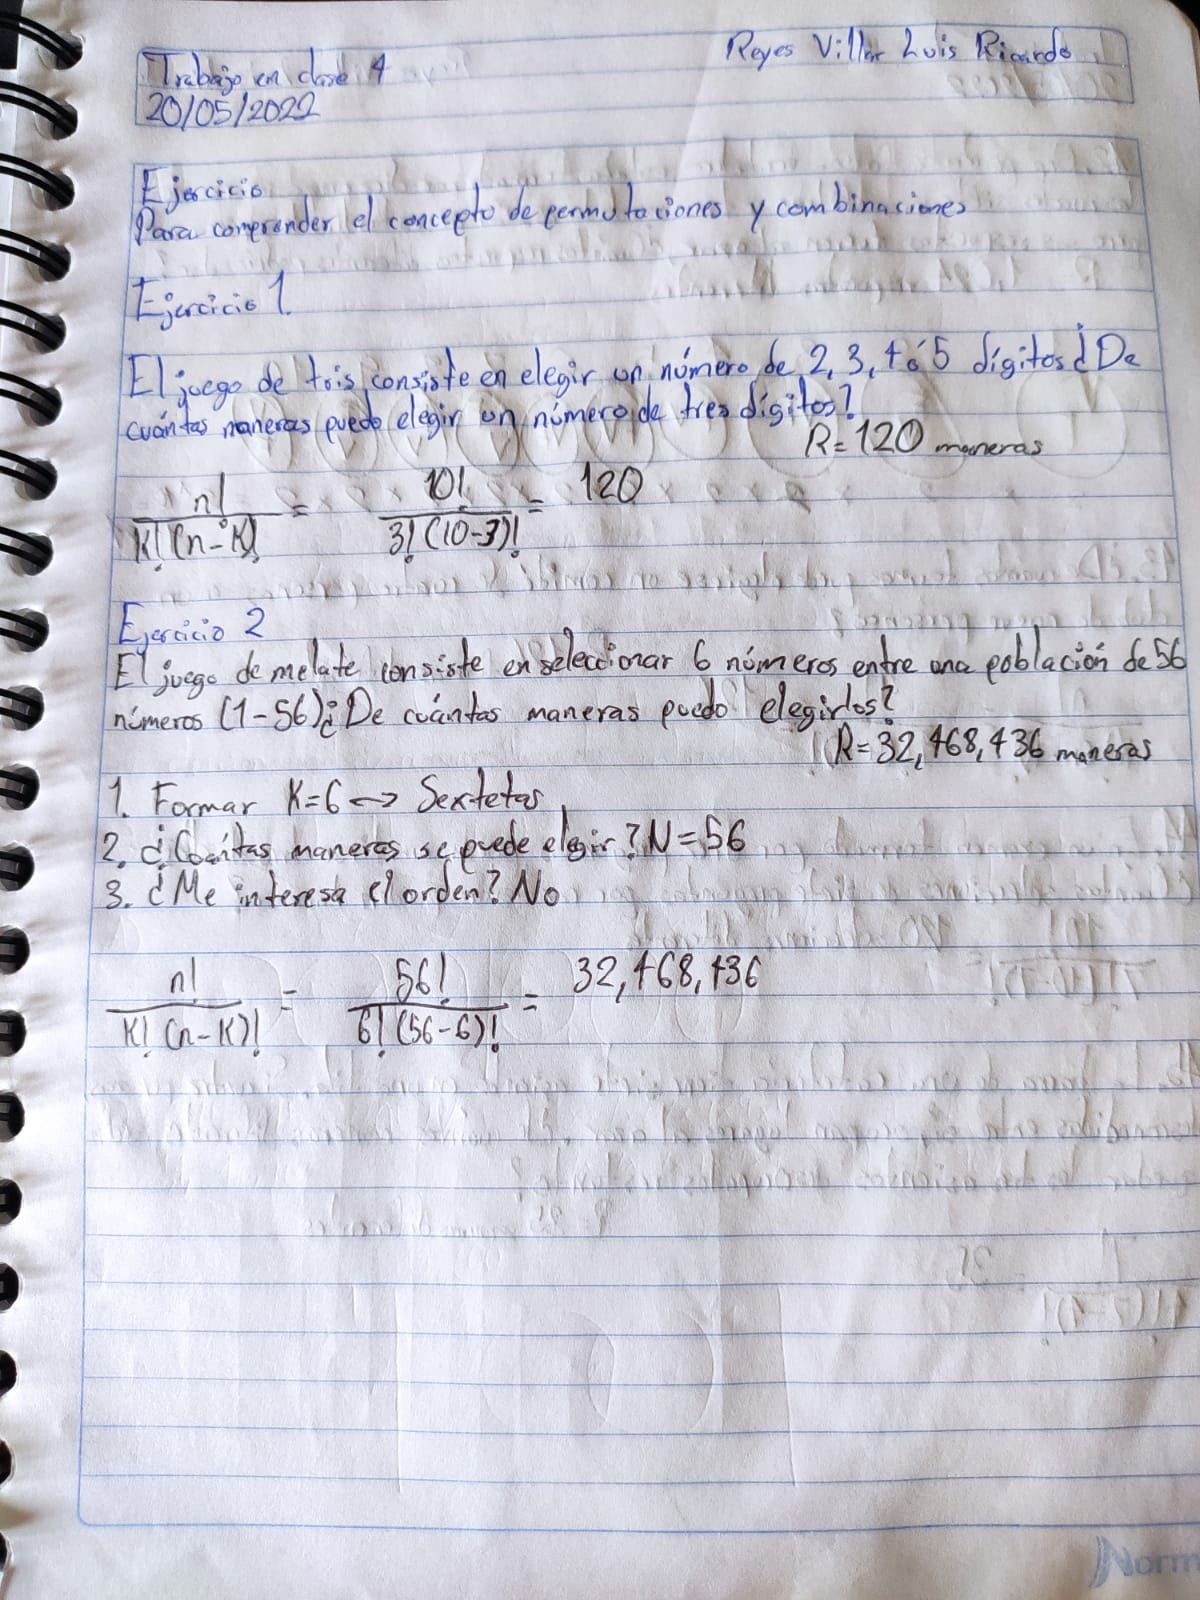 Reyes Villar Luis Ricardo
Trabajo en clase 4
20/05/2022
Ejercicio
Para comprender el concepto de permutaciones y combinaciones
Ejercicio 1.
El juego de tris consiste en elegir un número de 2, 3, 4 ó 5 dígitos ¿De
cuántas maneras puedo elegir un número de tres dígitos?
R= 120 maneras
n! / K! (n-K)! = 10! / 3! (10-3)! = 120
Ejercicio 2
El juego de melate consiste en seleccionar 6 números entre una población de 56
números (1-56) ¿De cuántas maneras puedo elegirlos?
R= 32,468,436 maneras
1. Formar K=6 <-> Sextetas
2. ¿Cuántas maneras se puede elegir? N=56
3. ¿Me interesa el orden? No
n! / K! (n-K)! = 56! / 6! (56-6)! = 32,468,436
Norm